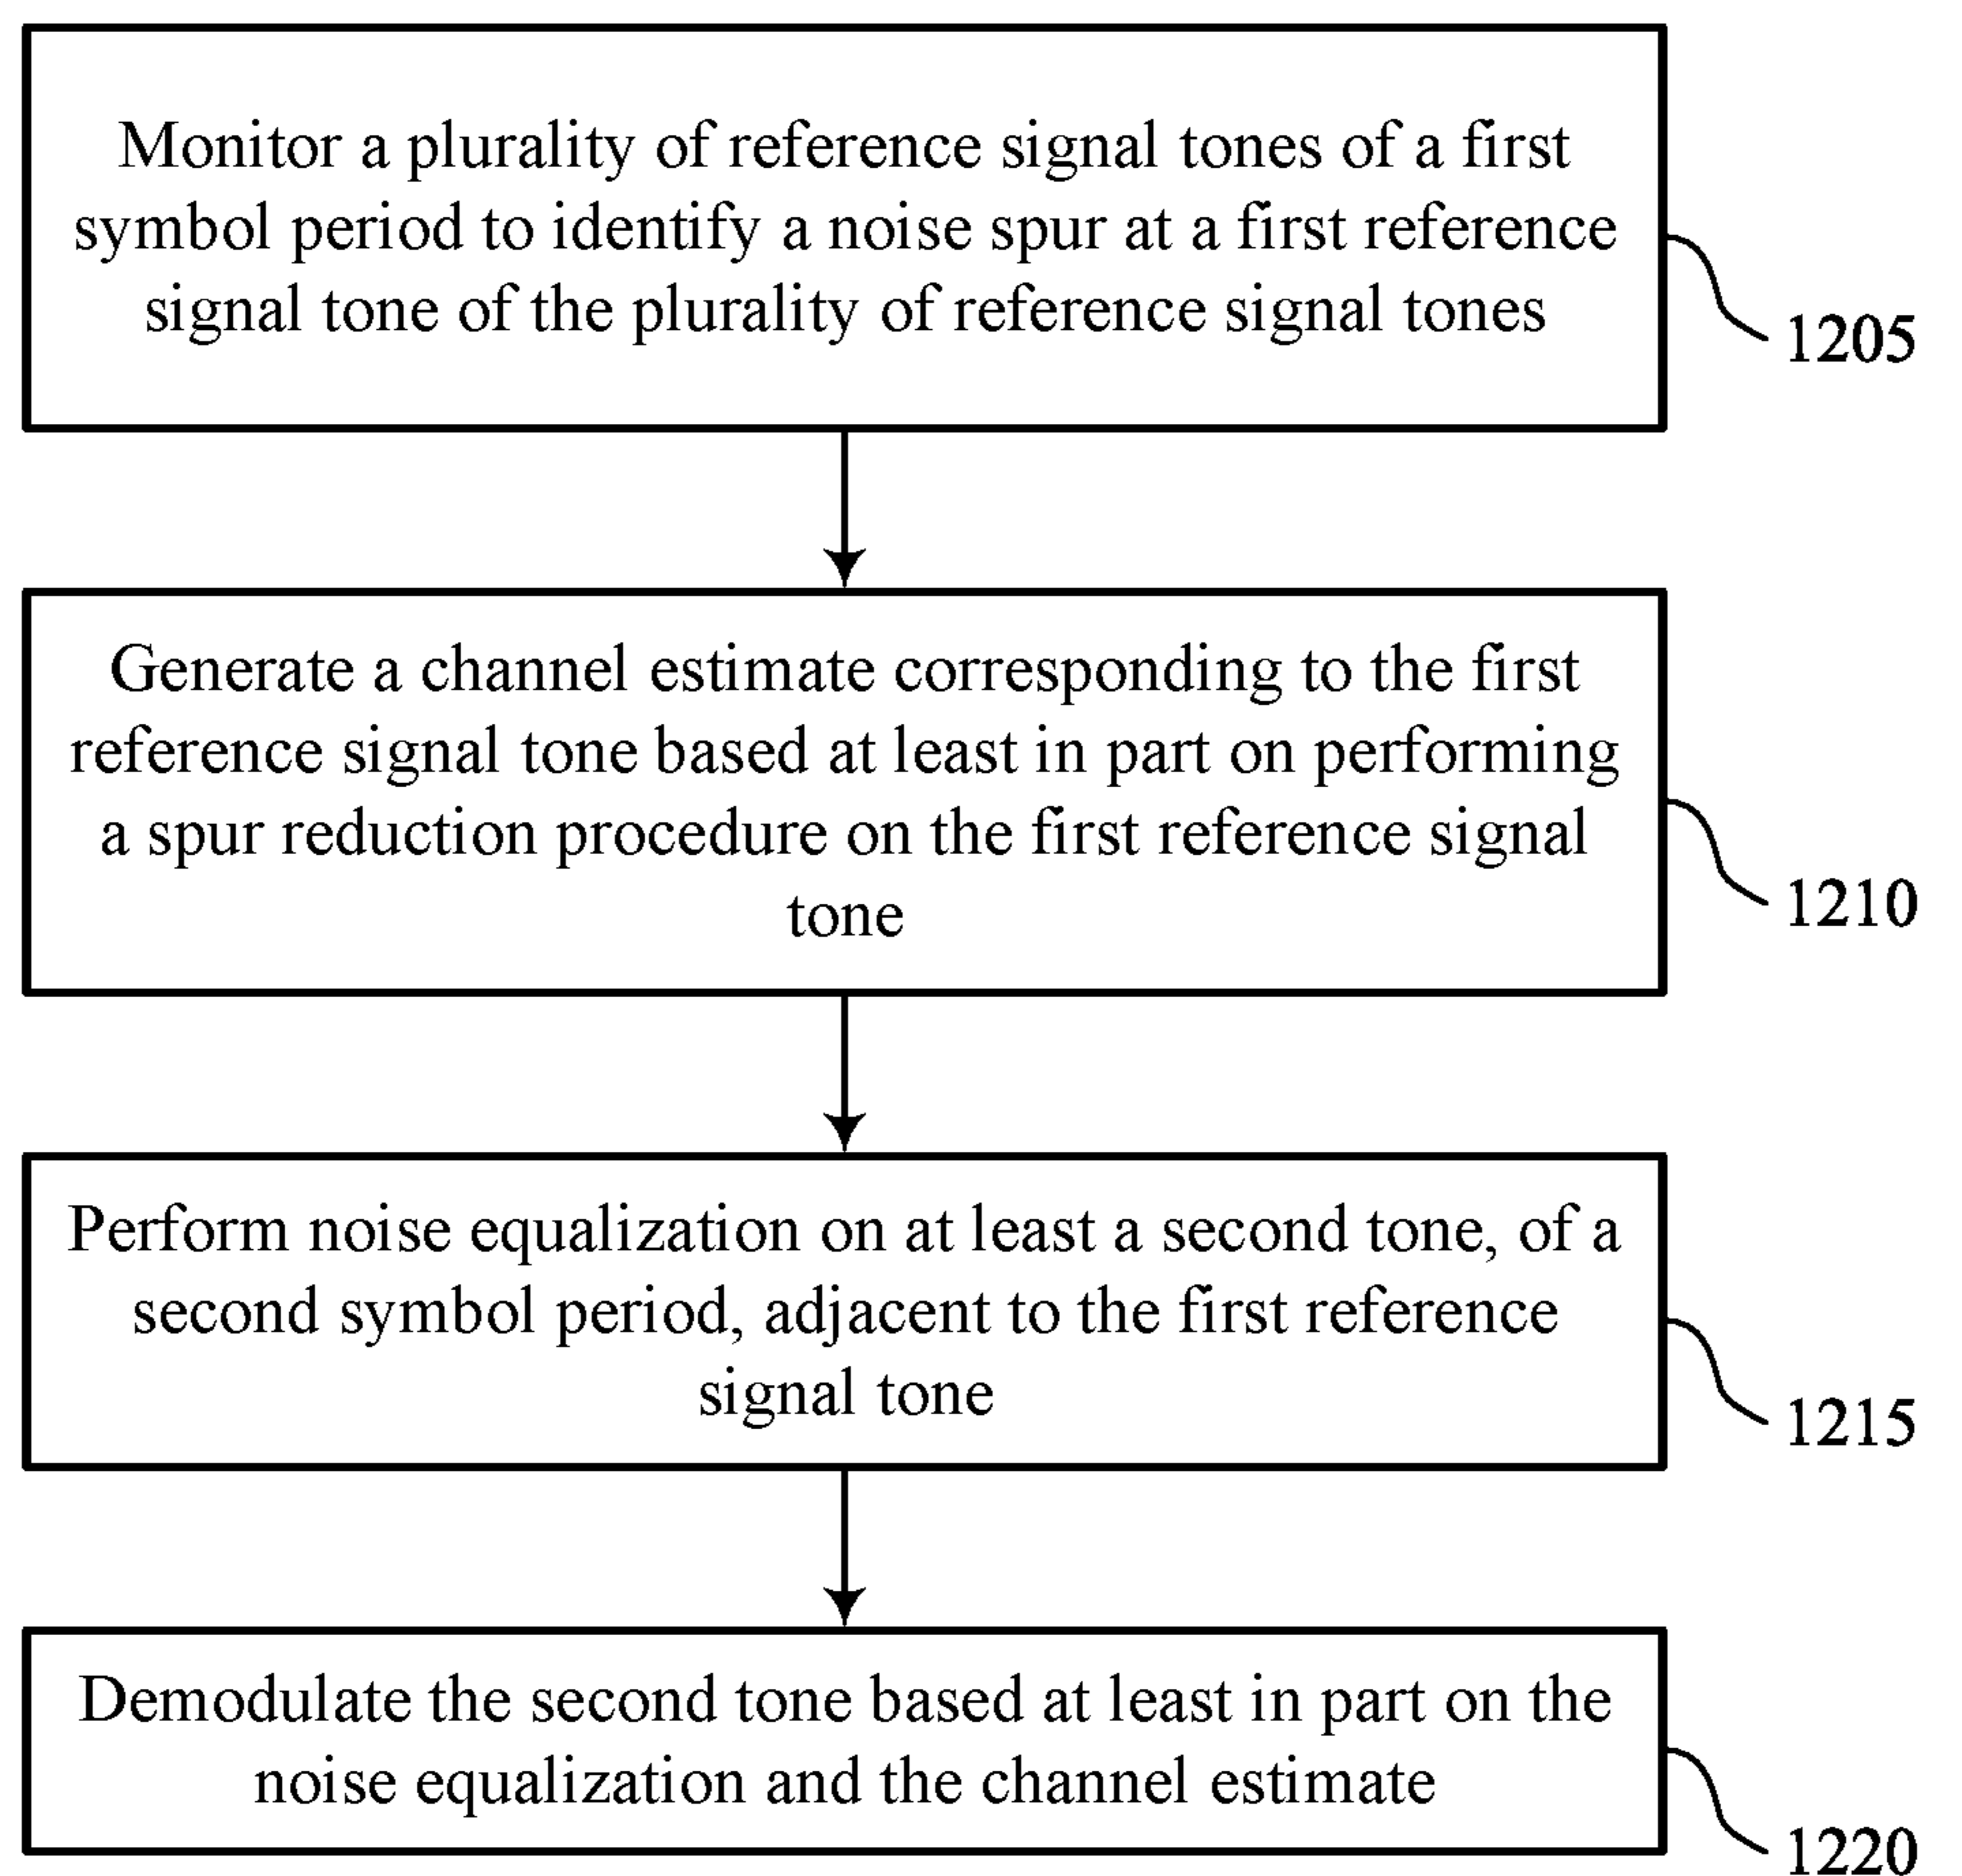 Monitor a plurality of reference signal tones of a first
symbol period to identify a noise spur at a first reference
signal tone of the plurality of reference signal tones
1205
Generate a channel estimate corresponding to the first
reference signal tone based at least in part on performing
a spur reduction procedure on the first reference signal
tone
1210
Perform noise equalization on at least a second tone, of a
second symbol period, adjacent to the first reference
signal tone
1215
Demodulate the second tone based at least in part on the
noise equalization and the channel estimate
1220